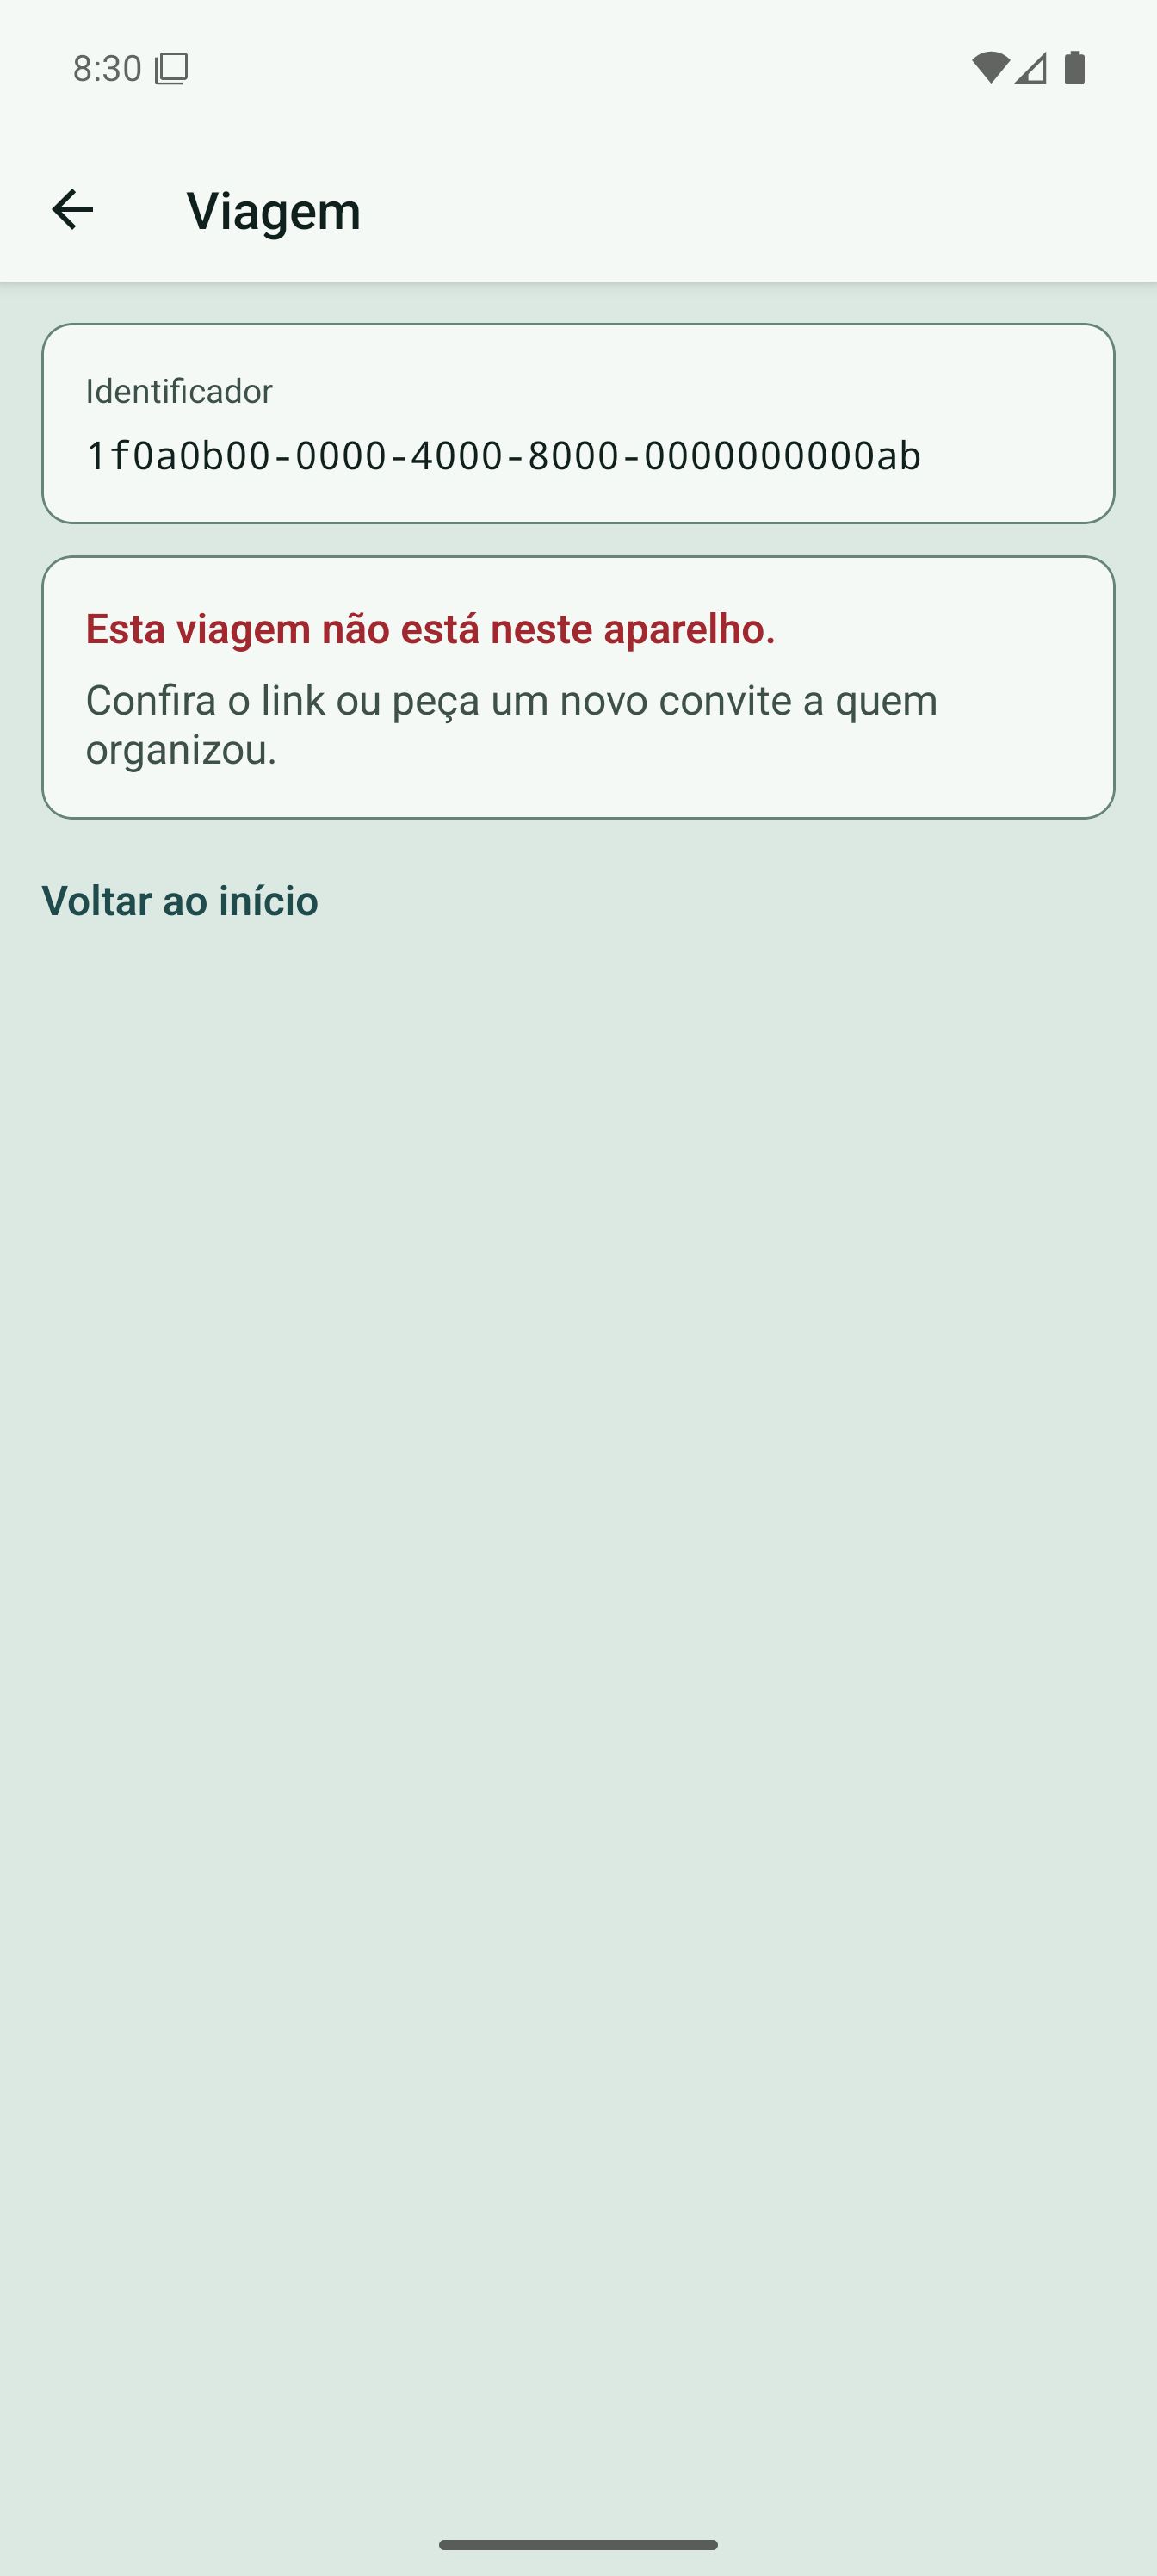 8:30
Viagem
Identificador
1f0a0b00-0000-4000-8000-0000000000ab
Esta viagem não está neste aparelho.
Confira o link ou peça um novo convite a quem
organizou.
Voltar ao início